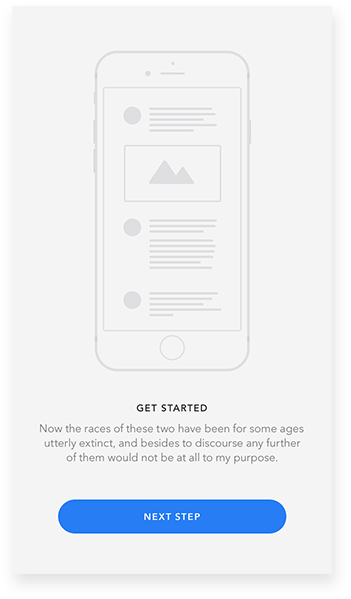 GET STARTED
Now the races of these two have been for some ages
utterly extinct, and besides to discourse any further
of them would not be at all to my purpose.
NEXT STEP